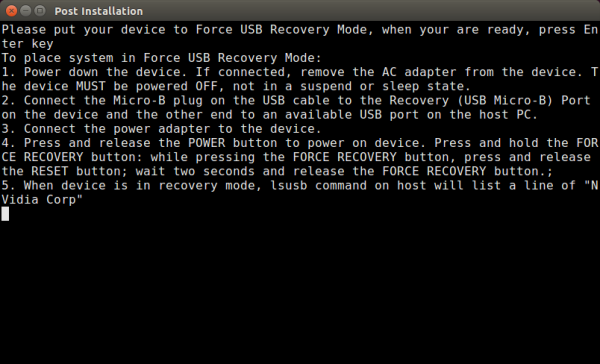 Post Installation
Please put your device to Force USB Recovery Mode, when your are ready, press En
ter key
To place system in Force USB Recovery Mode:
1. Power down the device. If connected, remove the AC adapter from the device. T
he device MUST be powered OFF, not in a suspend or sleep state.
2. Connect the Micro-B plug on the USB cable to the Recovery (USB Micro-B) Port
on the device and the other end to an available USB port on the host PC.
3. Connect the power adapter to the device.
4. Press and release the POWER button to power on device. Press and hold the FOR
CE RECOVERY button: while pressing the FORCE RECOVERY button, press and release
the RESET button; wait two seconds and release the FORCE RECOVERY button.;
5. When device is in recovery mode, lsusb command on host will list a line of "N
Vidia Corp"